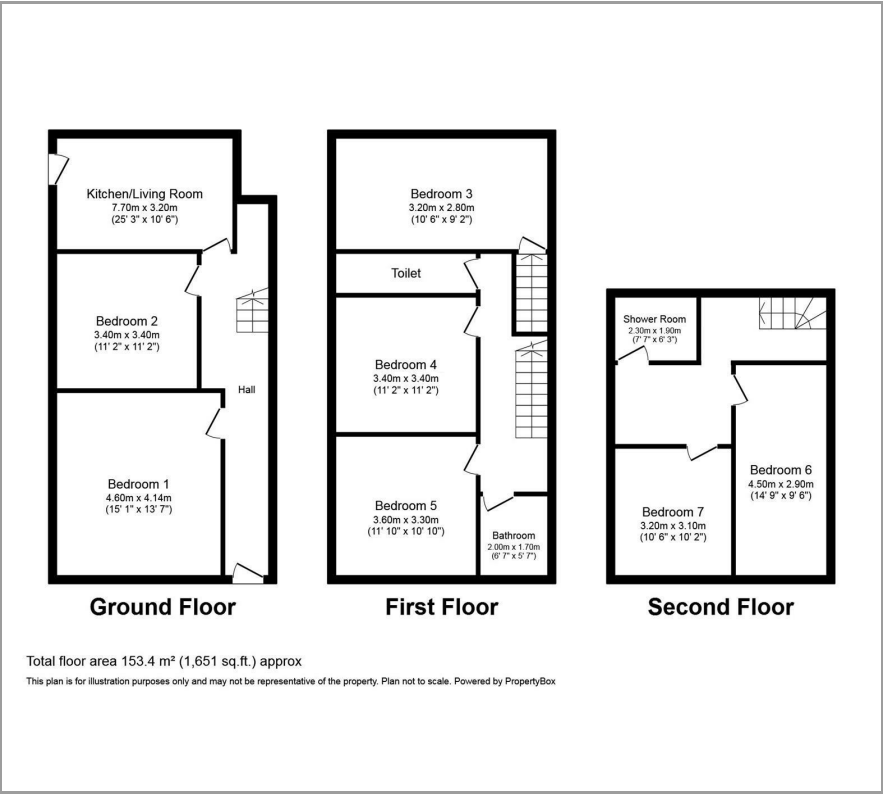 Kitchen/Living Room
7.70m x 3.20m
(25' 3" x 10' 6")
Bedroom 2
3.40m x 3.40m
(11' 2" x 11' 2")
Hall
Bedroom 1
4.60m x 4.14m
(15' 1" x 13' 7")
Ground Floor
Bedroom 3
3.20m x 2.80m
(10' 6" x 9' 2")
Toilet
Bedroom 4
3.40m x 3.40m
(11' 2" x 11' 2")
Bedroom 5
3.60m x 3.30m
(11' 10" x 10' 10")
Bathroom
2.00m x 1.70m
(6' 7" x 5' 7")
First Floor
Shower Room
2.30m x 1.90m
(7' 7" x 6' 3")
Bedroom 6
4.50m x 2.90m
(14' 9" x 9' 6")
Bedroom 7
3.20m x 3.10m
(10' 6" x 10' 2")
Second Floor
Total floor area 153.4 m² (1,651 sq.ft.) approx
This plan is for illustration purposes only and may not be representative of the property. Plan not to scale. Powered by PropertyBox